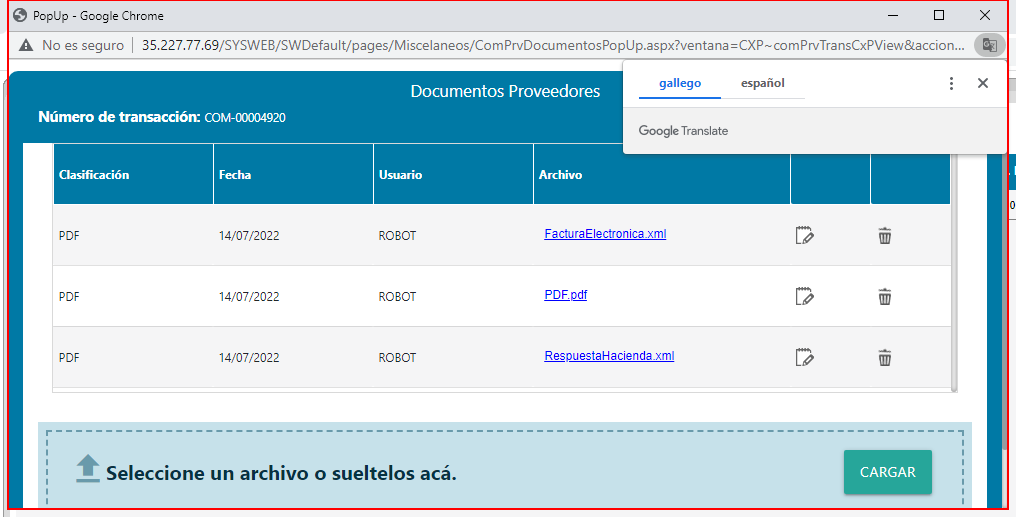 PopUp - Google Chrome
No es seguro 35.227.77.69/SYSWEB/SWDefault/pages/Miscelaneos/ComPrvDocumentosPopUp.aspx?ventana=CXP~comPrvTransCxPView&accion...
gallego español
Google Translate
Documentos Proveedores
Número de transacción: COM-00004920
Clasificación Fecha Usuario Archivo
PDF 14/07/2022 ROBOT FacturaElectronica.xml
PDF 14/07/2022 ROBOT PDF.pdf
PDF 14/07/2022 ROBOT RespuestaHacienda.xml
Seleccione un archivo o sueltelos acá.
CARGAR